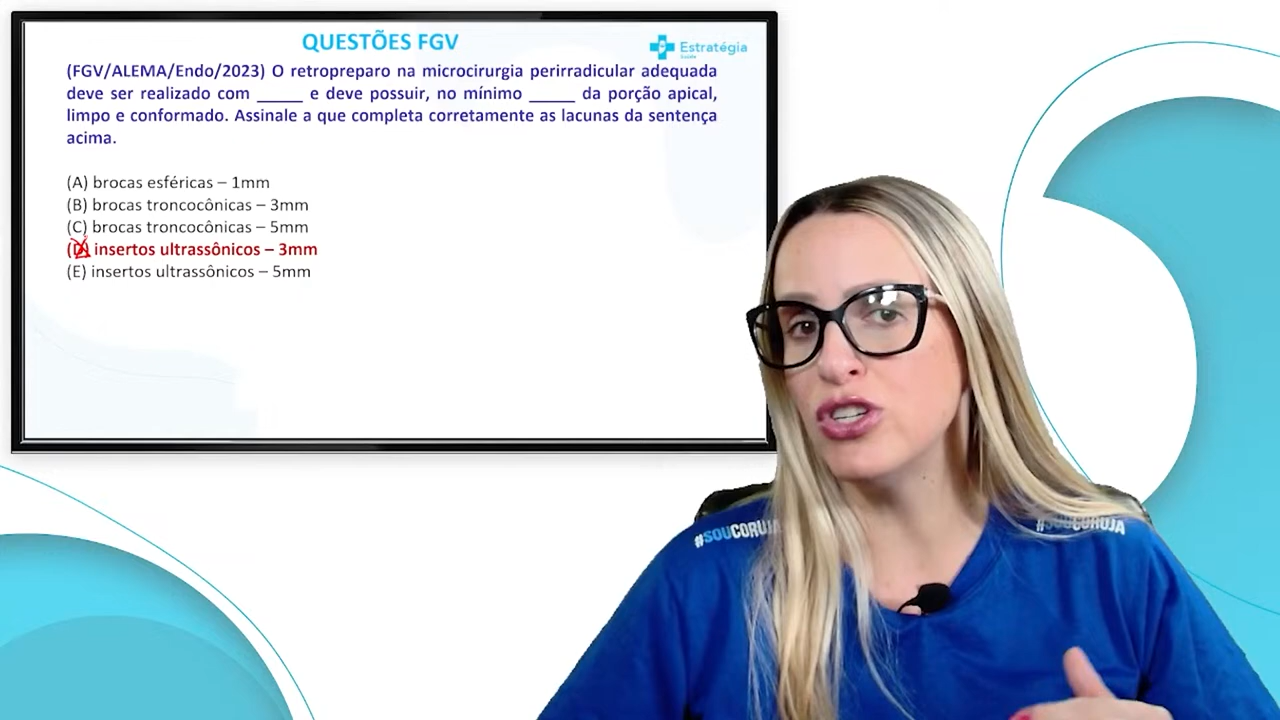 QUESTÕES FGV
Estratégia
Saúde
(FGV/ALEMA/Endo/2023) O retropreparo na microcirurgia perirradicular adequada
deve ser realizado com _____ e deve possuir, no mínimo _____ da porção apical,
limpo e conformado. Assinale a que completa corretamente as lacunas da sentença
acima.
(A) brocas esféricas – 1mm
(B) brocas troncocônicas – 3mm
(C) brocas troncocônicas – 5mm
(D) insertos ultrassônicos – 3mm
(E) insertos ultrassônicos – 5mm
#SOUCORUJA
#SOUCORUJA